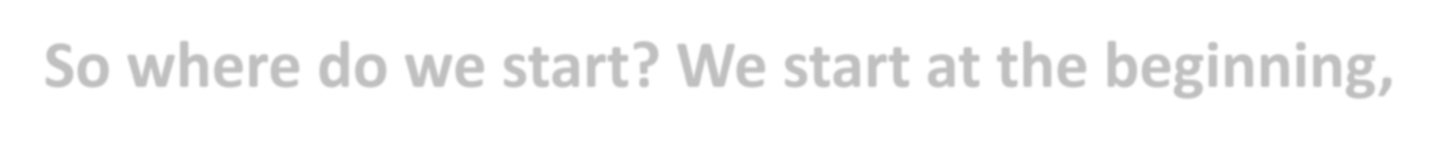 So where do we start? We start at the beginning,